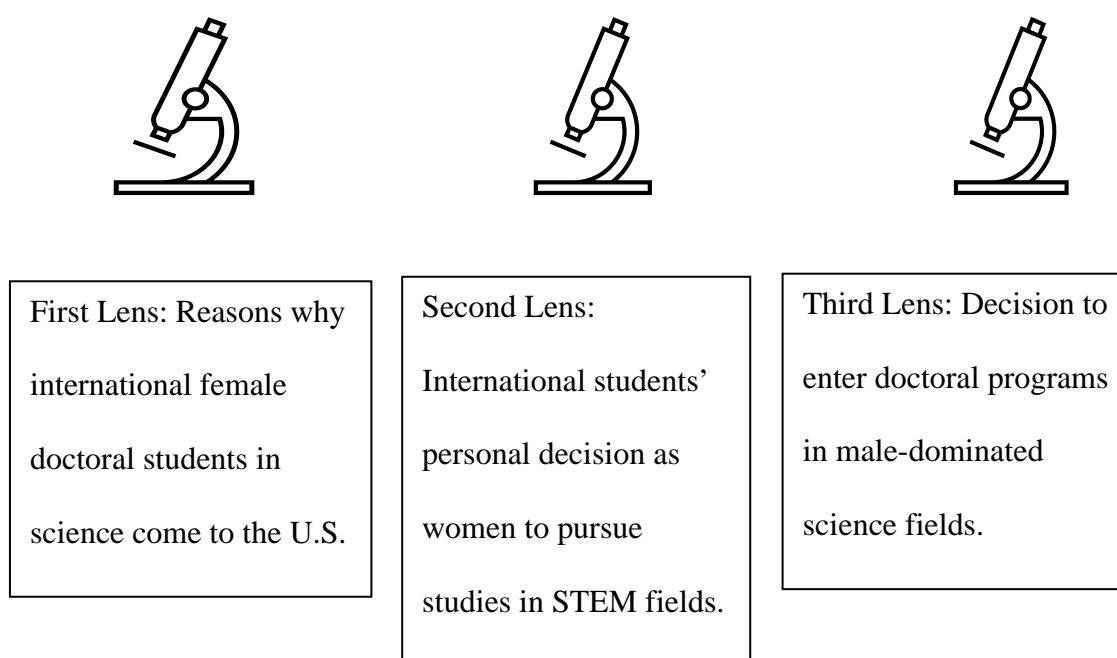 First Lens: Reasons why
international female
doctoral students in
science come to the U.S.
Second Lens:
International students’
personal decision as
women to pursue
studies in STEM fields.
Third Lens: Decision to
enter doctoral programs
in male-dominated
science fields.